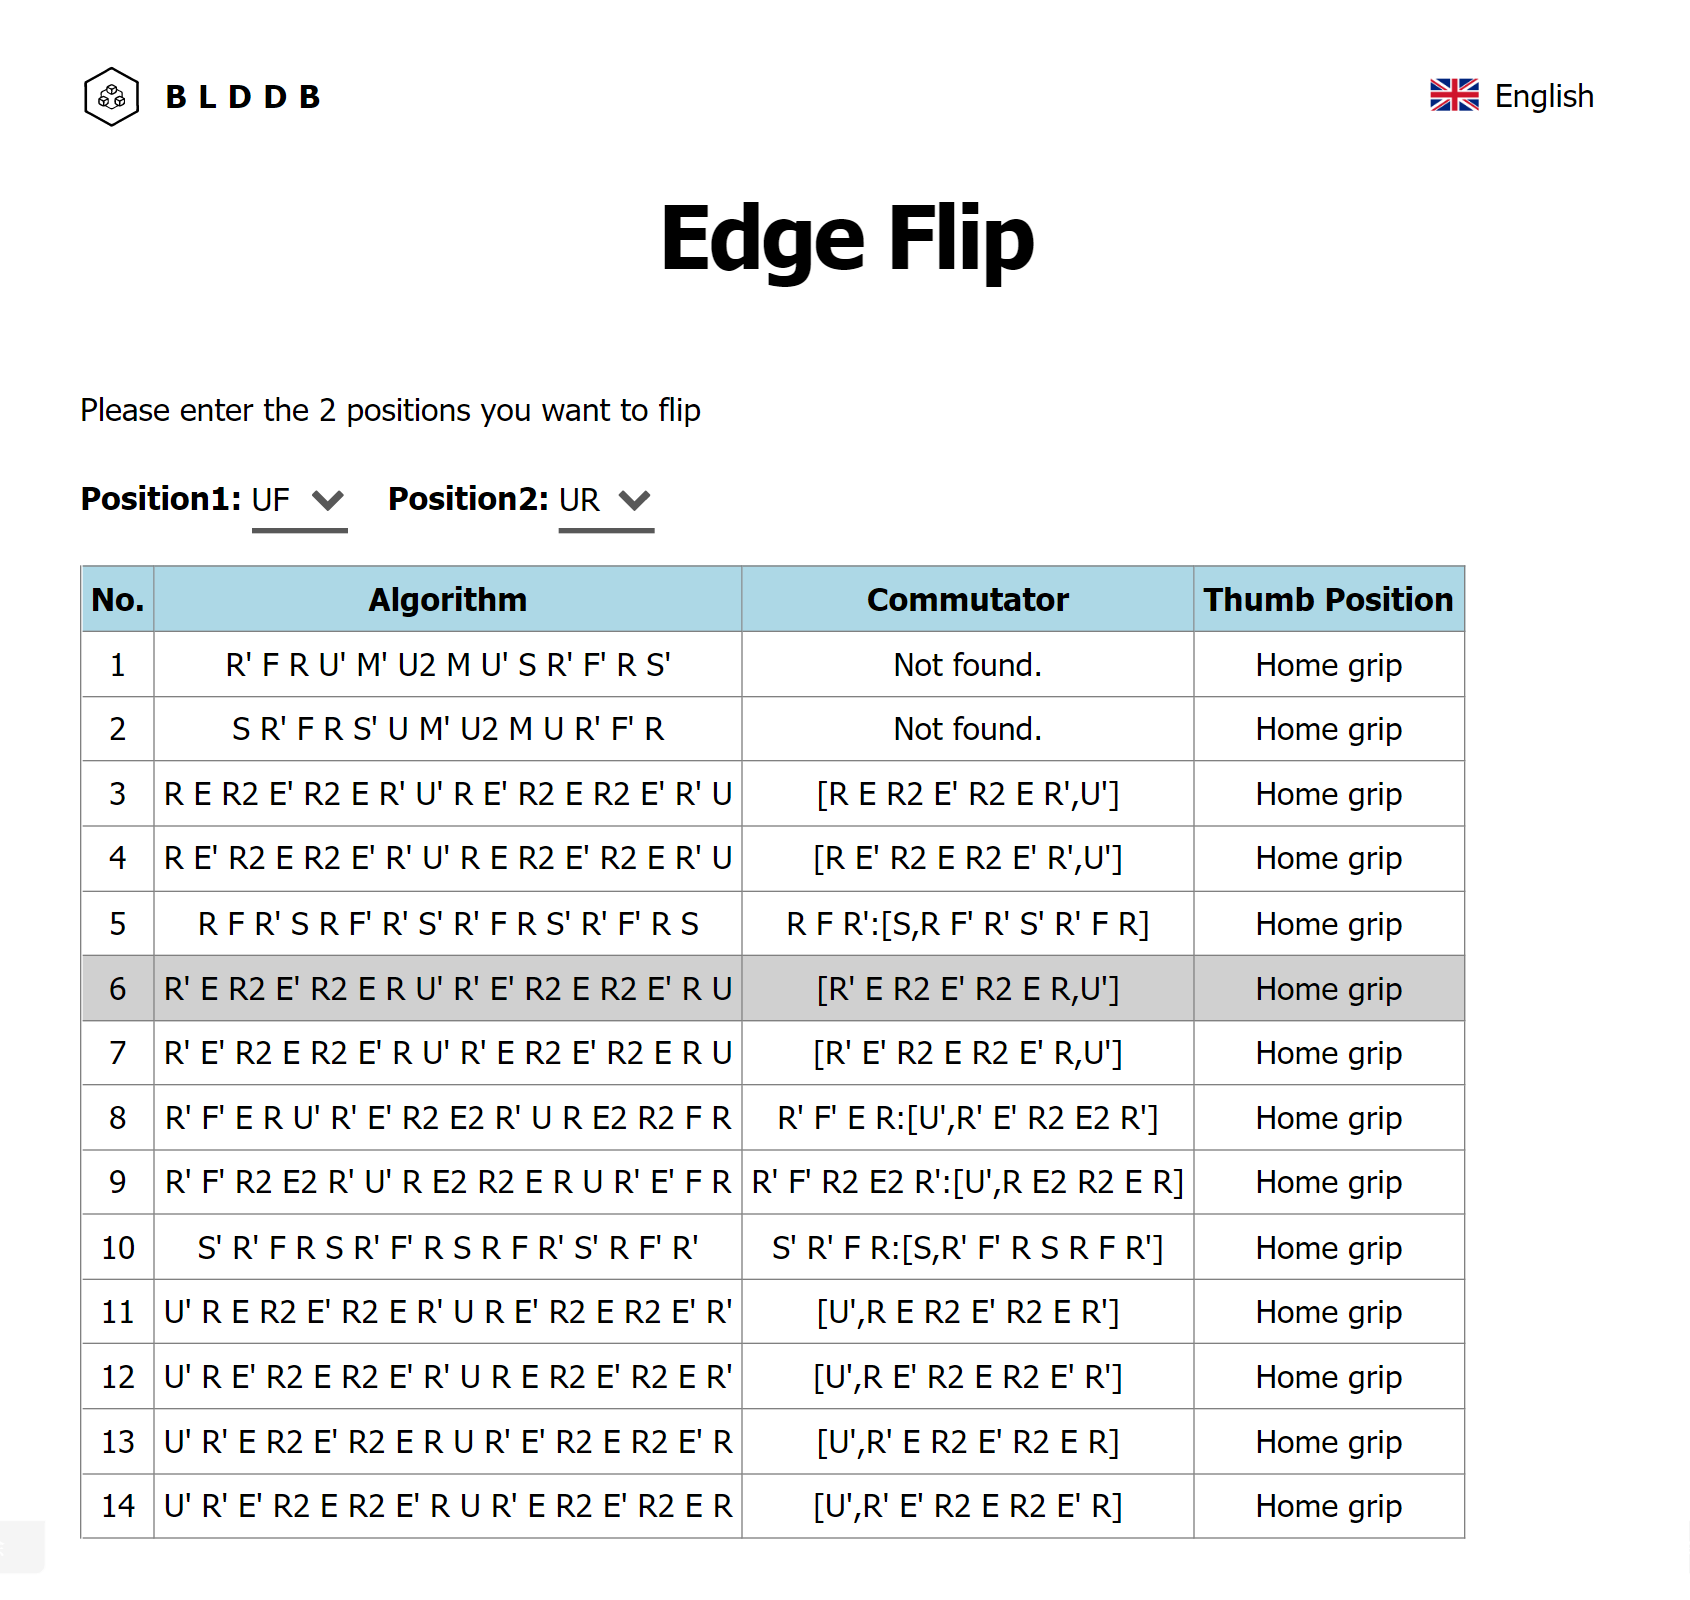 BLDDB
English
Edge Flip
Please enter the 2 positions you want to flip
Position1: UF Position2: UR
No. Algorithm Commutator Thumb Position
1 R' F R U' M' U2 M U' S R' F' R S' Not found. Home grip
2 S R' F R S' U M' U2 M U R' F' R Not found. Home grip
3 R E R2 E' R2 E R' U' R E' R2 E R2 E' R' U [R E R2 E' R2 E R',U'] Home grip
4 R E' R2 E R2 E' R' U' R E R2 E' R2 E R' U [R E' R2 E R2 E' R',U'] Home grip
5 R F R' S R F' R' S' R' F R S' R' F' R S R F R':[S,R F' R' S' R' F R] Home grip
6 R' E R2 E' R2 E R U' R' E' R2 E R2 E' R U [R' E R2 E' R2 E R,U'] Home grip
7 R' E' R2 E R2 E' R U' R' E R2 E' R2 E R U [R' E' R2 E R2 E' R,U'] Home grip
8 R' F' E R U' R' E' R2 E2 R' U R E2 R2 F R R' F' E R:[U',R' E' R2 E2 R'] Home grip
9 R' F' R2 E2 R' U' R E2 R2 E R U R' E' F R R' F' R2 E2 R':[U',R E2 R2 E R] Home grip
10 S' R' F R S R' F' R S R F R' S' R F' R' S' R' F R:[S,R' F' R S R F R'] Home grip
11 U' R E R2 E' R2 E R' U R E' R2 E R2 E' R' [U',R E R2 E' R2 E R'] Home grip
12 U' R E' R2 E R2 E' R' U R E R2 E' R2 E R' [U',R E' R2 E R2 E' R'] Home grip
13 U' R' E R2 E' R2 E R U R' E' R2 E R2 E' R [U',R' E R2 E' R2 E R] Home grip
14 U' R' E' R2 E R2 E' R U R' E R2 E' R2 E R [U',R' E' R2 E R2 E' R] Home grip